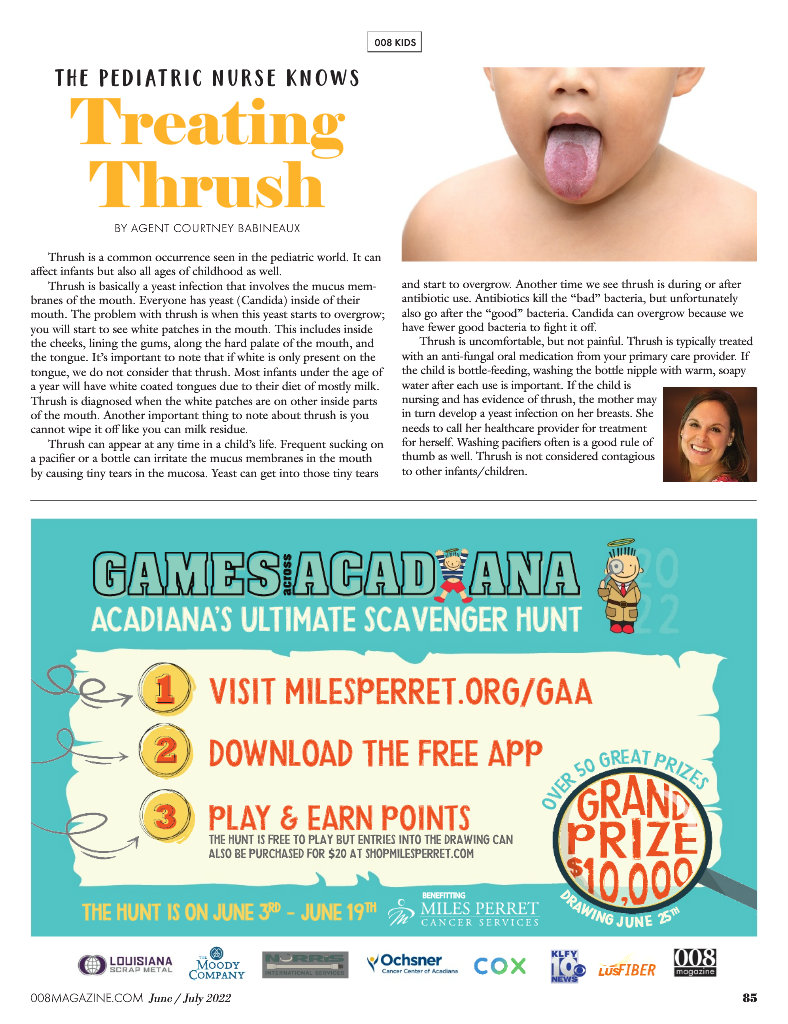 008 KIDS
THE PEDIATRIC NURSE KNOWS
Treating
Thrush
BY AGENT COURTNEY BABINEAUX
Thrush is a common occurrence seen in the pediatric world. It can
affect infants but also all ages of childhood as well.
Thrush is basically a yeast infection that involves the mucus mem-
branes of the mouth. Everyone has yeast (Candida) inside of their
mouth. The problem with thrush is when this yeast starts to overgrow;
you will start to see white patches in the mouth. This includes inside
the cheeks, lining the gums, along the hard palate of the mouth, and
the tongue. It's important to note that if white is only present on the
tongue, we do not consider that thrush. Most infants under the age of
a year will have white coated tongues due to their diet of mostly milk.
Thrush is diagnosed when the white patches are on other inside parts
of the mouth. Another important thing to note about thrush is you
cannot wipe it off like you can milk residue.
Thrush can appear at any time in a child's life. Frequent sucking on
a pacifier or a bottle can irritate the mucus membranes in the mouth
by causing tiny tears in the mucosa. Yeast can get into those tiny tears
and start to overgrow. Another time we see thrush is during or after
antibiotic use. Antibiotics kill the "bad" bacteria, but unfortunately
also go after the "good" bacteria. Candida can overgrow because we
have fewer good bacteria to fight it off.
Thrush is uncomfortable, but not painful. Thrush is typically treated
with an anti-fungal oral medication from your primary care provider. If
the child is bottle-feeding, washing the bottle nipple with warm, soapy
water after each use is important. If the child is
nursing and has evidence of thrush, the mother may
in turn develop a yeast infection on her breasts. She
needs to call her healthcare provider for treatment
for herself. Washing pacifiers often is a good rule of
thumb as well. Thrush is not considered contagious
to other infants/children.
GAMES across ACADIANA
2022
ACADIANA'S ULTIMATE SCAVENGER HUNT
1 VISIT MILESPERRET.ORG/GAA
2 DOWNLOAD THE FREE APP
3 PLAY & EARN POINTS
THE HUNT IS FREE TO PLAY BUT ENTRIES INTO THE DRAWING CAN
ALSO BE PURCHASED FOR $20 AT SHOPMILESPERRET.COM
OVER 50 GREAT PRIZES
GRAND
PRIZE
$10,000
DRAWING JUNE 25TH
THE HUNT IS ON JUNE 3RD - JUNE 19TH
BENEFITTING
MILES PERRET
CANCER SERVICES
LOUISIANA
SCRAP METAL
THE
MOODY
COMPANY
NORRIS
INTERNATIONAL SERVICES
Ochsner
Cancer Center of Acadiana
COX
KLFY
10
NEWS
LUSFIBER
008
magazine
008MAGAZINE.COM June / July 2022
85